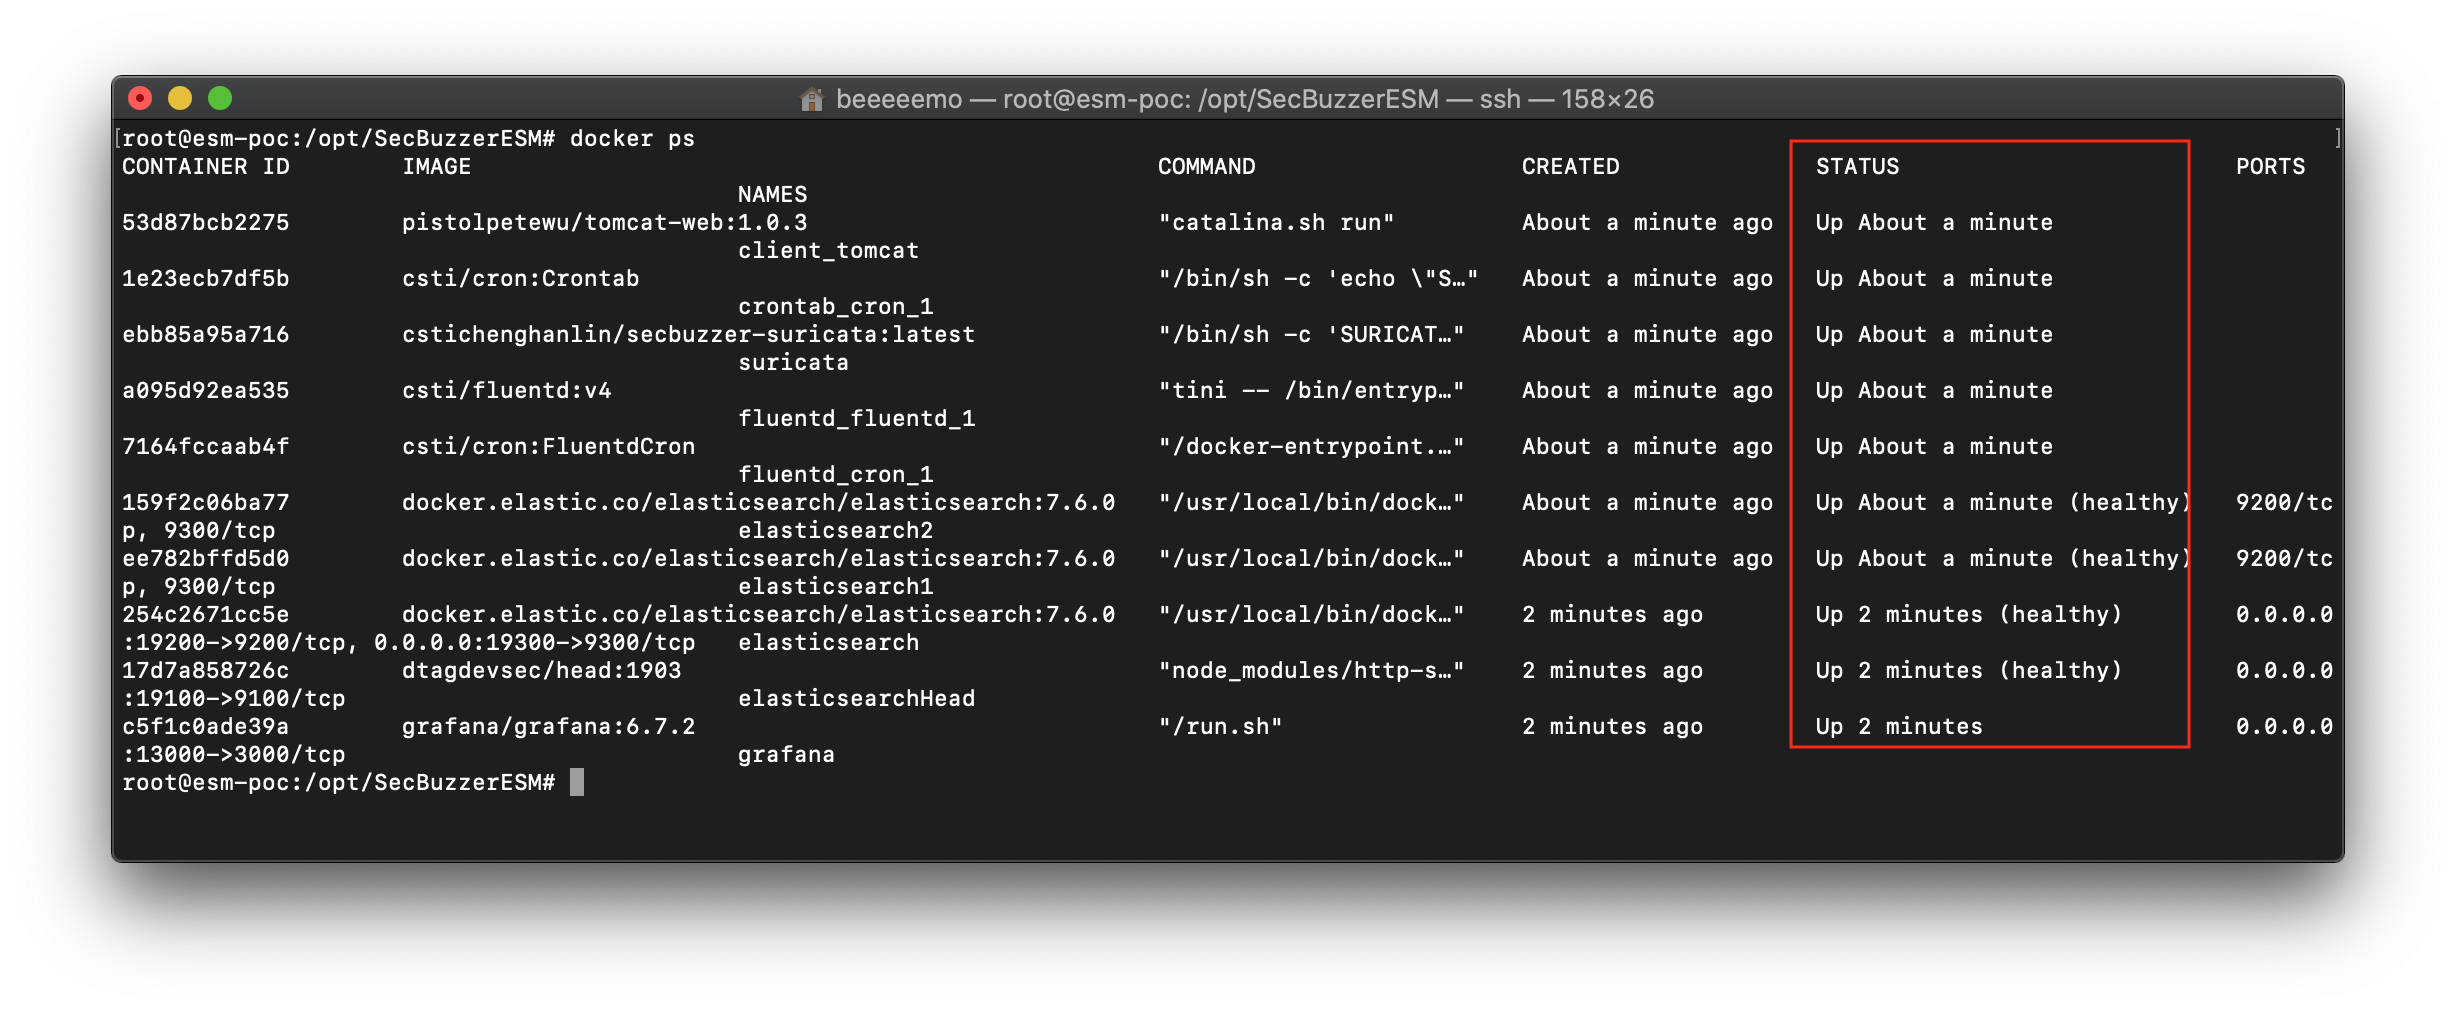 beeeeemo — root@esm-poc: /opt/SecBuzzerESM — ssh — 158×26
[root@esm-poc:/opt/SecBuzzerESM# docker ps ]
CONTAINER ID        IMAGE                                                 COMMAND                   CREATED              STATUS                        PORTS
                                            NAMES
53d87bcb2275        pistolpetewu/tomcat-web:1.0.3                         "catalina.sh run"         About a minute ago   Up About a minute
                                            client_tomcat
1e23ecb7df5b        csti/cron:Crontab                                     "/bin/sh -c 'echo \"S…"   About a minute ago   Up About a minute
                                            crontab_cron_1
ebb85a95a716        cstichenghanlin/secbuzzer-suricata:latest             "/bin/sh -c 'SURICAT…"    About a minute ago   Up About a minute
                                            suricata
a095d92ea535        csti/fluentd:v4                                       "tini -- /bin/entryp…"    About a minute ago   Up About a minute
                                            fluentd_fluentd_1
7164fccaab4f        csti/cron:FluentdCron                                 "/docker-entrypoint.…"    About a minute ago   Up About a minute
                                            fluentd_cron_1
159f2c06ba77        docker.elastic.co/elasticsearch/elasticsearch:7.6.0   "/usr/local/bin/dock…"    About a minute ago   Up About a minute (healthy)   9200/tc
p, 9300/tcp                                 elasticsearch2
ee782bffd5d0        docker.elastic.co/elasticsearch/elasticsearch:7.6.0   "/usr/local/bin/dock…"    About a minute ago   Up About a minute (healthy)   9200/tc
p, 9300/tcp                                 elasticsearch1
254c2671cc5e        docker.elastic.co/elasticsearch/elasticsearch:7.6.0   "/usr/local/bin/dock…"    2 minutes ago        Up 2 minutes (healthy)        0.0.0.0
:19200->9200/tcp, 0.0.0.0:19300->9300/tcp   elasticsearch
17d7a858726c        dtagdevsec/head:1903                                  "node_modules/http-s…"    2 minutes ago        Up 2 minutes (healthy)        0.0.0.0
:19100->9100/tcp                            elasticsearchHead
c5f1c0ade39a        grafana/grafana:6.7.2                                 "/run.sh"                 2 minutes ago        Up 2 minutes                  0.0.0.0
:13000->3000/tcp                            grafana
root@esm-poc:/opt/SecBuzzerESM#